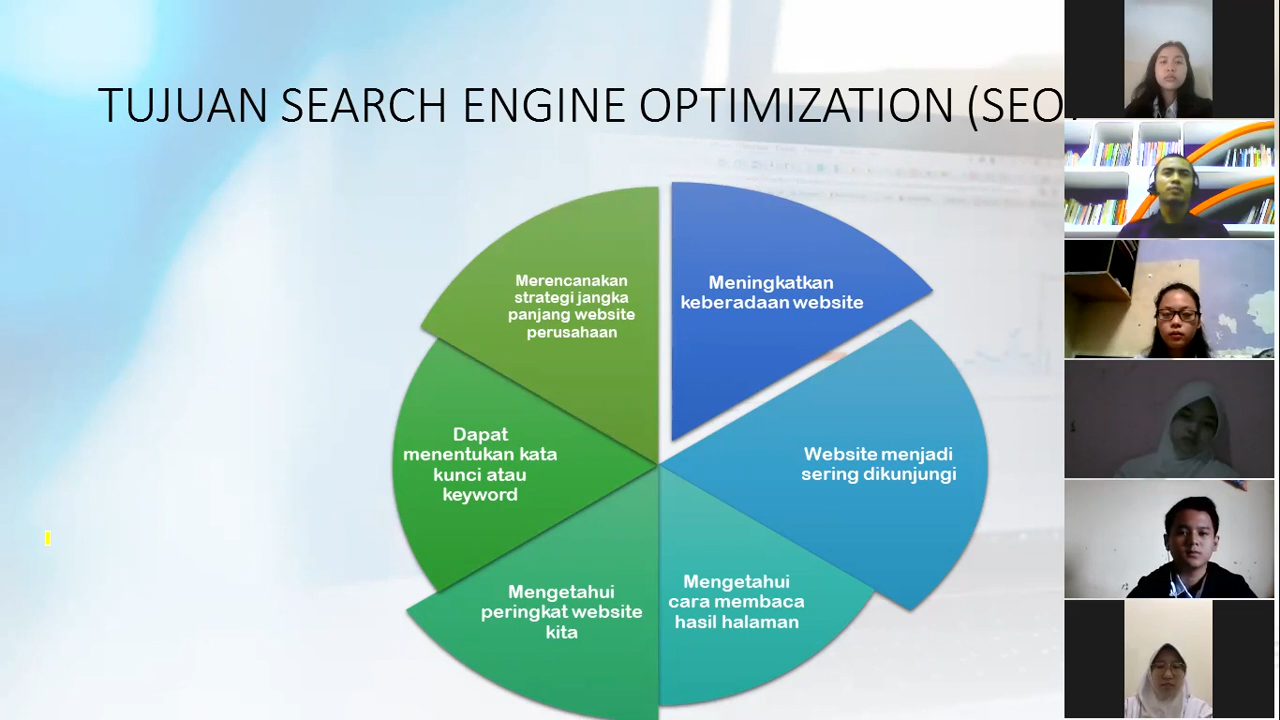 TUJUAN SEARCH ENGINE OPTIMIZATION (SEO)
Meningkatkan
keberadaan website
Website menjadi
sering dikunjungi
Mengetahui
cara membaca
hasil halaman
Mengetahui
peringkat website
kita
Dapat
menentukan kata
kunci atau
keyword
Merencanakan
strategi jangka
panjang website
perusahaan